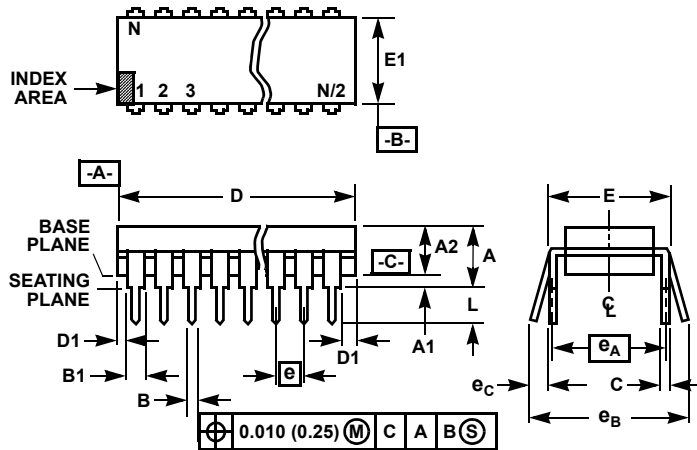 N
E1
INDEX
AREA
1 2 3 N/2
-B-
-A-
D
E
BASE
PLANE
A2
A
-C-
SEATING
PLANE
L
C
L
D1
B1
A1
D1
e
eA
B
eC
C
eB
0.010 (0.25) M C A B S